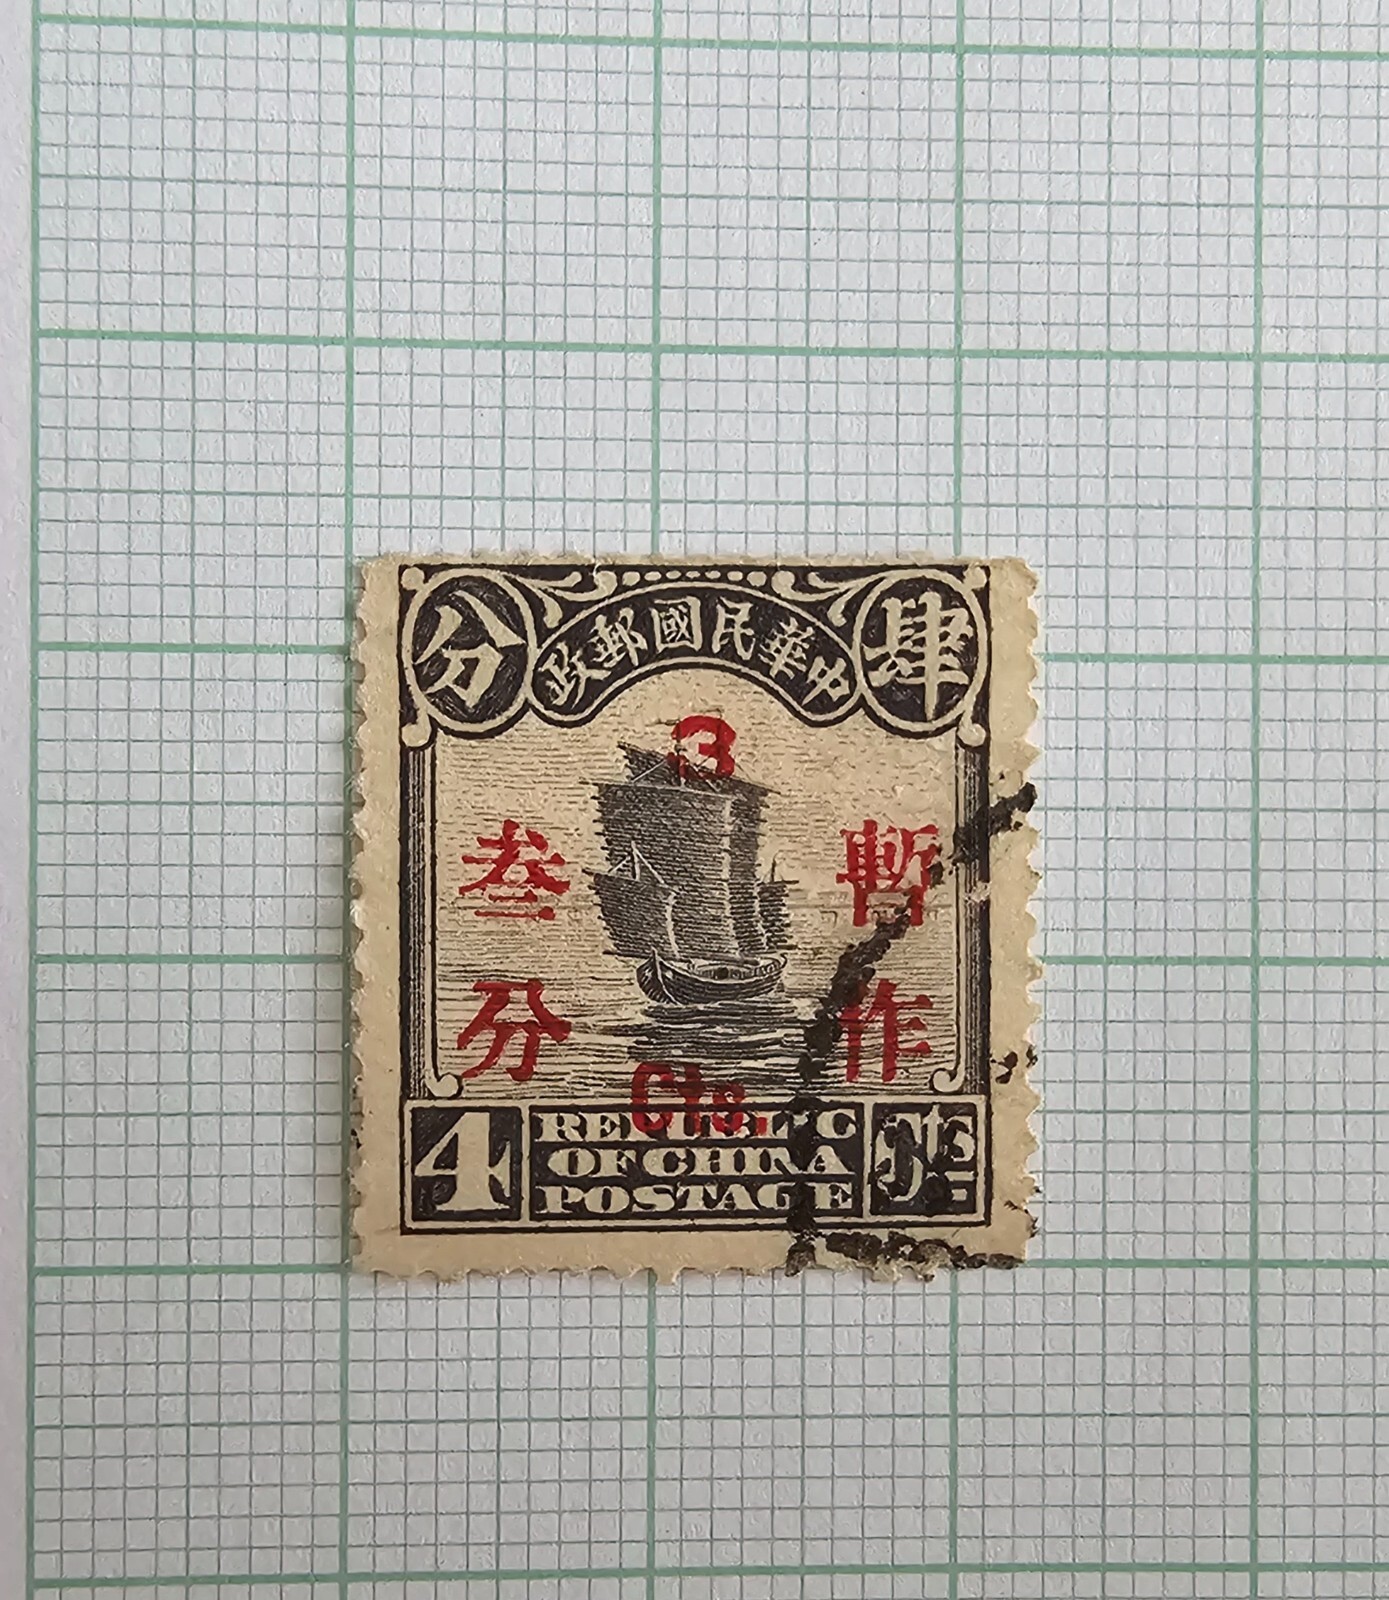 分
政郵國民華中
肆
3
叁 暫
分 作
Cts.
4
REPUBLIC
OF CHINA
POSTAGE
cts